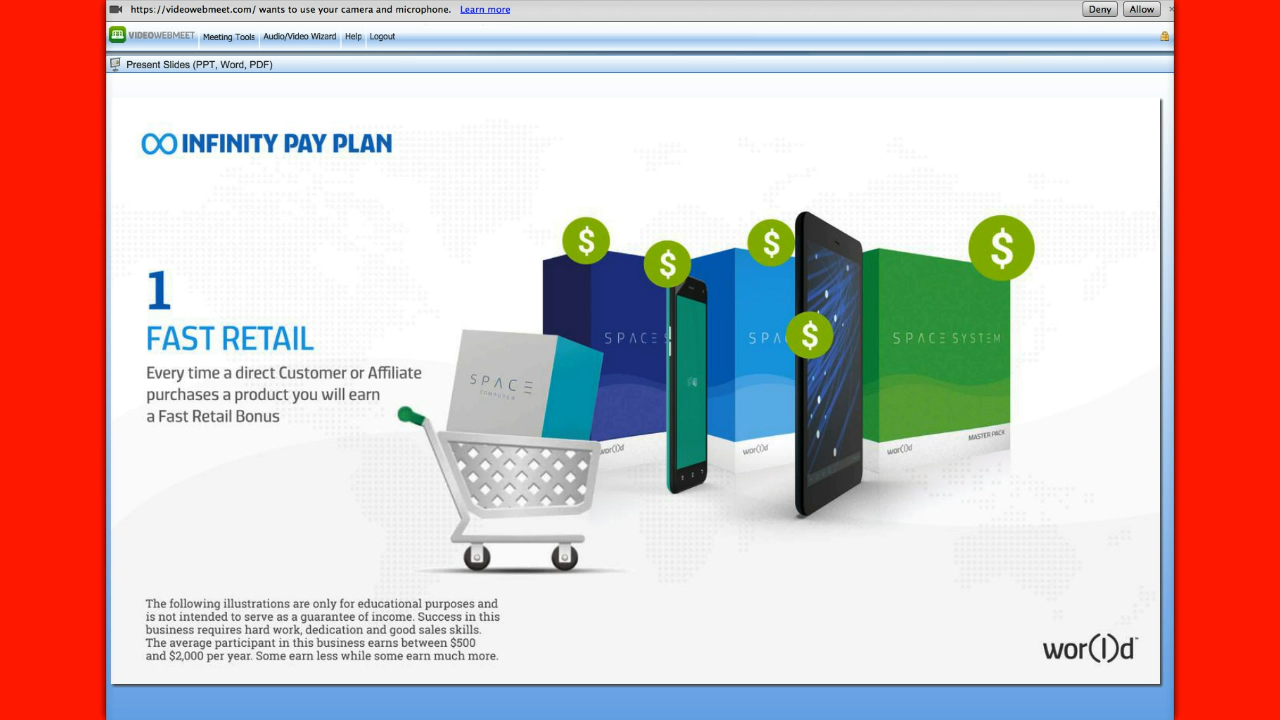 https://videowebmeet.com/ wants to use your camera and microphone. Learn more
Deny Allow
VIDEOWEBMEET Meeting Tools Audio/Video Wizard Help Logout
Present Slides (PPT, Word, PDF)
INFINITY PAY PLAN
$ $ $ $ $
1
FAST RETAIL
Every time a direct Customer or Affiliate
purchases a product you will earn
a Fast Retail Bonus
SPACE
COMPUTER
SPACE S
SPA
SPACE SYSTEM
wor(l)d
wor(l)d
wor(l)d
MASTER PACK
The following illustrations are only for educational purposes and
is not intended to serve as a guarantee of income. Success in this
business requires hard work, dedication and good sales skills.
The average participant in this business earns between $500
and $2,000 per year. Some earn less while some earn much more.
wor(l)d